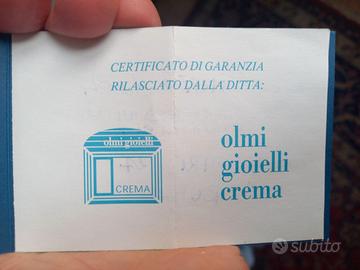 CERTIFICATO DI GARANZIA
RILASCIATO DALLA DITTA:
olmi gioielli
CREMA
olmi
gioielli
crema
subito